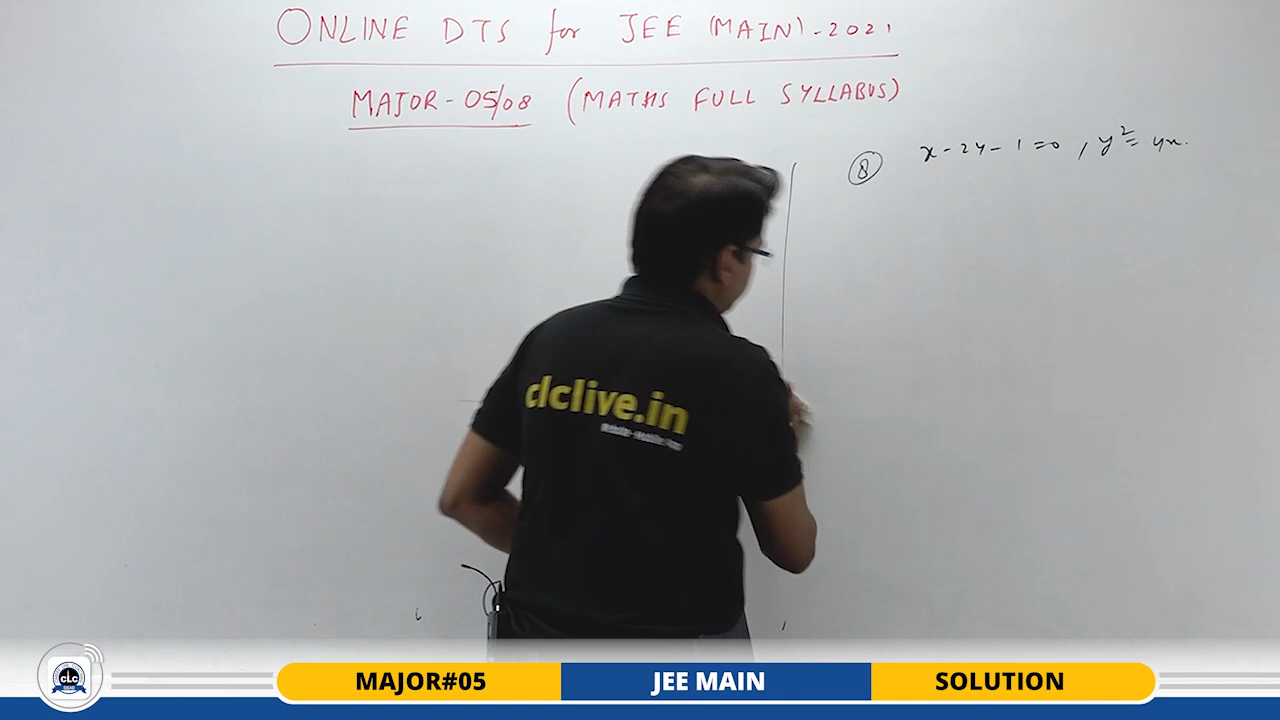 ONLINE DTS for JEE (MAIN) - 2021
MAJOR - 05/08 (MATHS FULL SYLLABUS)
⑧ x - 2y - 1 = 0 , y² = 4x.
clclive.in
CLC
MAJOR#05 JEE MAIN SOLUTION